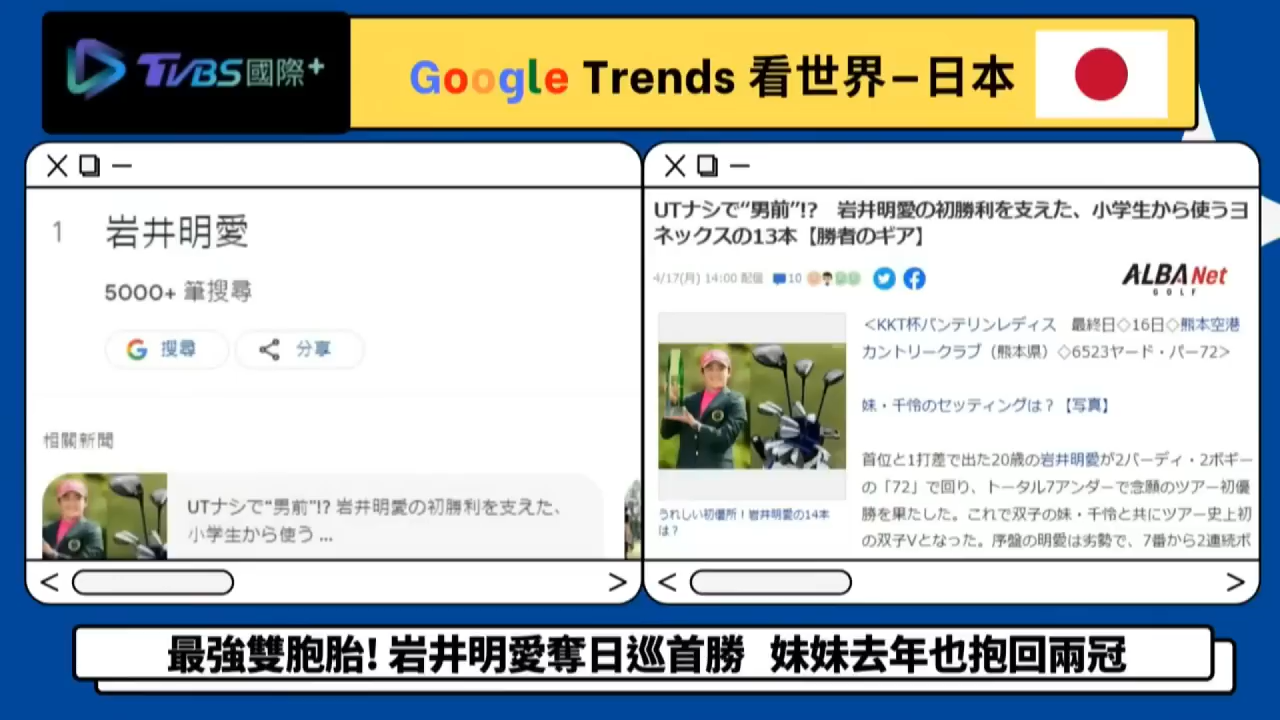 TVBS國際+
Google Trends 看世界–日本
1 岩井明愛
5000+ 筆搜尋
搜尋 分享
相關新聞
UTナシで“男前”!? 岩井明愛の初勝利を支えた、
小学生から使う ...
UTナシで“男前”!? 岩井明愛の初勝利を支えた、小学生から使うヨ
ネックスの13本【勝者のギア】
4/17(月) 14:00 配信 10
ALBA Net
GOLF
うれしい初優勝！岩井明愛の14本
は？
<KKT杯バンテリンレディス 最終日◇16日◇熊本空港
カントリークラブ（熊本県）◇6523ヤード・パー72>
妹・千怜のセッティングは？【写真】
首位と1打差で出た20歳の岩井明愛が2バーディ・2ボギー
の「72」で回り、トータル7アンダーで念願のツアー初優
勝を果たした。これで双子の妹・千怜と共にツアー史上初
の双子Vとなった。序盤の明愛は劣勢で、7番から2連続ボ
最強雙胞胎! 岩井明愛奪日巡首勝 妹妹去年也抱回兩冠